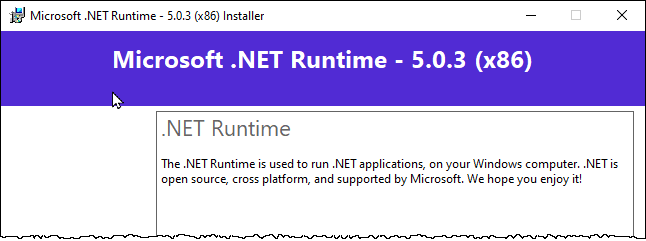 Microsoft .NET Runtime - 5.0.3 (x86) Installer
Microsoft .NET Runtime - 5.0.3 (x86)
.NET Runtime
The .NET Runtime is used to run .NET applications, on your Windows computer. .NET is
open source, cross platform, and supported by Microsoft. We hope you enjoy it!